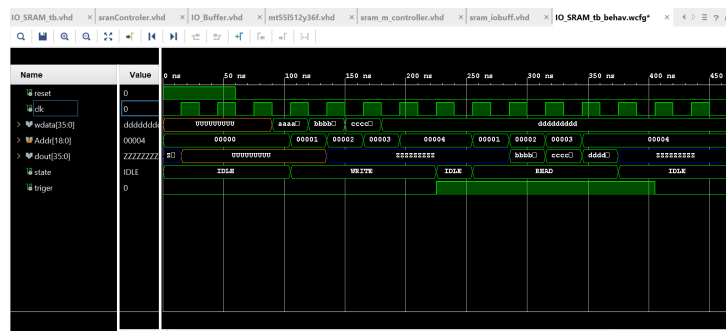 IO_SRAM_tb.vhd × sranControler.vhd × IO_Buffer.vhd × mt55l512y36f.vhd × sram_m_controller.vhd × sram_iobuff.vhd × IO_SRAM_tb_behav.wcfg* ×
Name Value 0 ns 50 ns 100 ns 150 ns 200 ns 250 ns 300 ns 350 ns 400 ns 450
reset 0
clk 0
wdata[35:0] ddddddddd UUUUUUUUU aaaa bbbb cccc ddddddddd
Addr[18:0] 00004 00000 00001 00002 00003 00004 00001 00002 00003 00004
dout[35:0] ZZZZZZZZZ Z UUUUUUUUU ZZZZZZZZZ bbbb cccc dddd ZZZZZZZZZ
state IDLE IDLE WRITE IDLE READ IDLE
triger 0